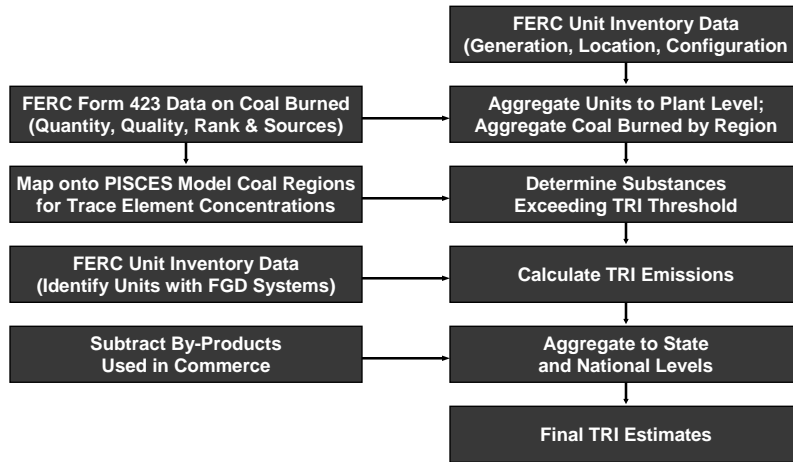 FERC Unit Inventory Data
(Generation, Location, Configuration
FERC Form 423 Data on Coal Burned
(Quantity, Quality, Rank & Sources)
Aggregate Units to Plant Level;
Aggregate Coal Burned by Region
Map onto PISCES Model Coal Regions
for Trace Element Concentrations
Determine Substances
Exceeding TRI Threshold
FERC Unit Inventory Data
(Identify Units with FGD Systems)
Calculate TRI Emissions
Subtract By-Products
Used in Commerce
Aggregate to State
and National Levels
Final TRI Estimates